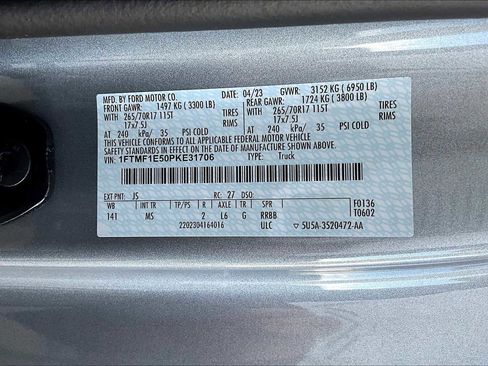 MFD. BY FORD MOTOR CO.
04/23 GVWR: 3152 KG ( 6950 LB)
FRONT GAWR: 1497 KG ( 3300 LB) REAR GAWR: 1724 KG ( 3800 LB)
WITH 265/70R17 115T TIRES WITH 265/70R17 115T TIRES
17x7.5J RIMS 17x7.5J RIMS
AT 240 kPa/ 35 PSI COLD AT 240 kPa/ 35 PSI COLD
THIS VEHICLE CONFORMS TO ALL APPLICABLE FEDERAL MOTOR VEHICLE
SAFETY AND THEFT PREVENTION STANDARDS IN EFFECT ON THE DATE OF MANUFACTURE SHOWN ABOVE.
VIN: 1FTMF1E50PKE31706 TYPE: Truck
EXT PNT: JS RC: 27 DSO:
WB INT TR TP/PS R AXLE TR SPR F0136
141 MS 2 L6 G RRBB T0602
2202304164016 ULC 5U5A-3520472-AA